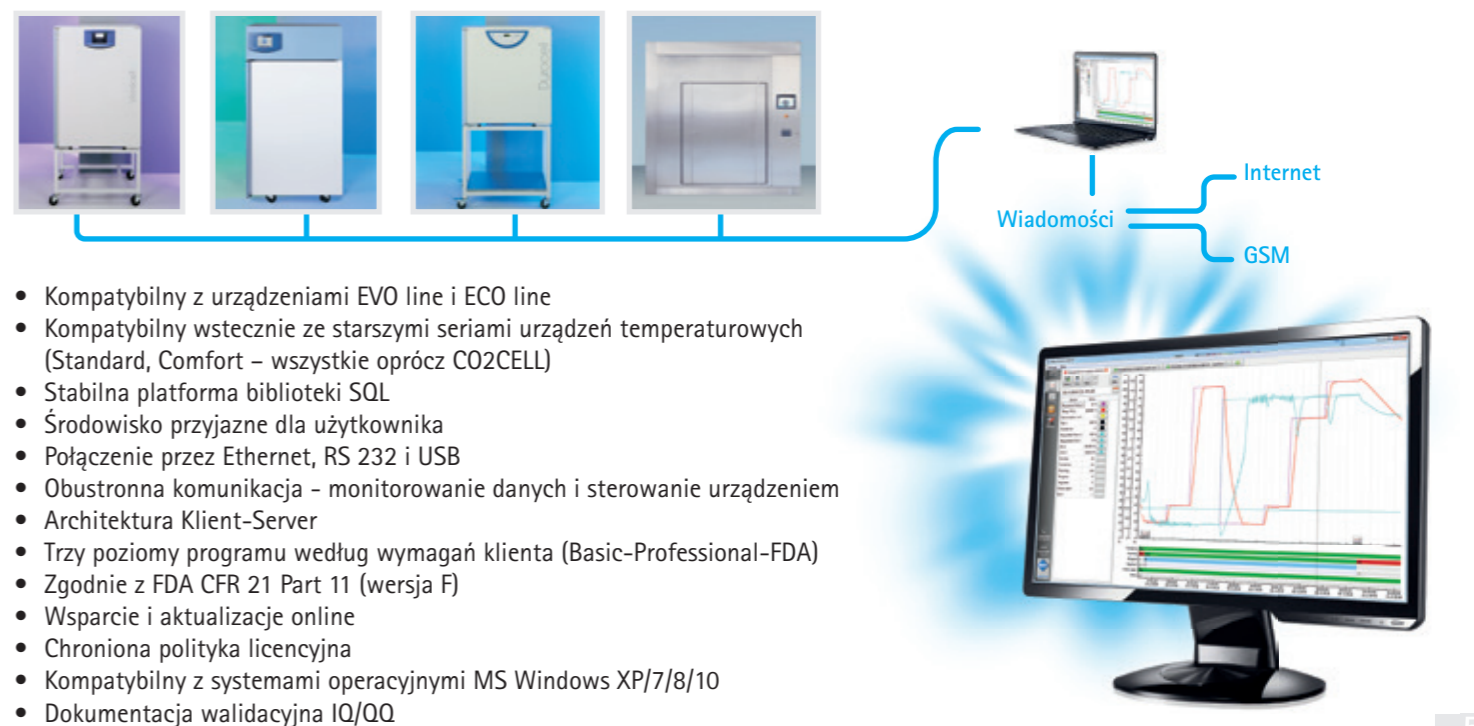 Durocell
Internet
Wiadomości
GSM
• Kompatybilny z urządzeniami EVO line i ECO line
• Kompatybilny wstecznie ze starszymi seriami urządzeń temperaturowych
(Standard, Comfort – wszystkie oprócz CO2CELL)
• Stabilna platforma biblioteki SQL
• Środowisko przyjazne dla użytkownika
• Połączenie przez Ethernet, RS 232 i USB
• Obustronna komunikacja - monitorowanie danych i sterowanie urządzeniem
• Architektura Klient-Server
• Trzy poziomy programu według wymagań klienta (Basic-Professional-FDA)
• Zgodnie z FDA CFR 21 Part 11 (wersja F)
• Wsparcie i aktualizacje online
• Chroniona polityka licencyjna
• Kompatybilny z systemami operacyjnymi MS Windows XP/7/8/10
• Dokumentacja walidacyjna IQ/QQ